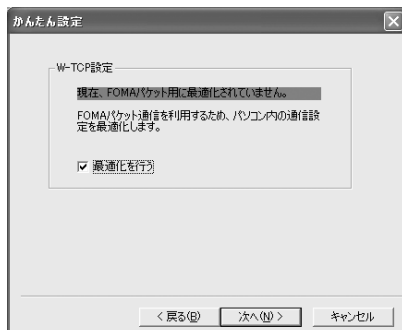 かんたん設定
W-TCP設定
現在、FOMAパケット用に最適化されていません。
FOMAパケット通信を利用するため、パソコン内の通信設
定を最適化します。
最適化を行う
< 戻る(B)
次へ(N) >
キャンセル